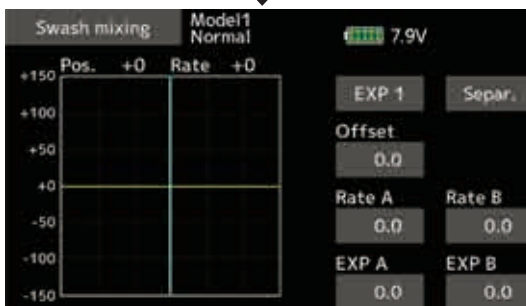 Swash mixing
Model1
Normal
7.9V
Pos. +0 Rate +0
+150
+100
+50
+0
-50
-100
-150
EXP 1 Separ.
Offset
0.0
Rate A Rate B
0.0 0.0
EXP A EXP B
0.0 0.0